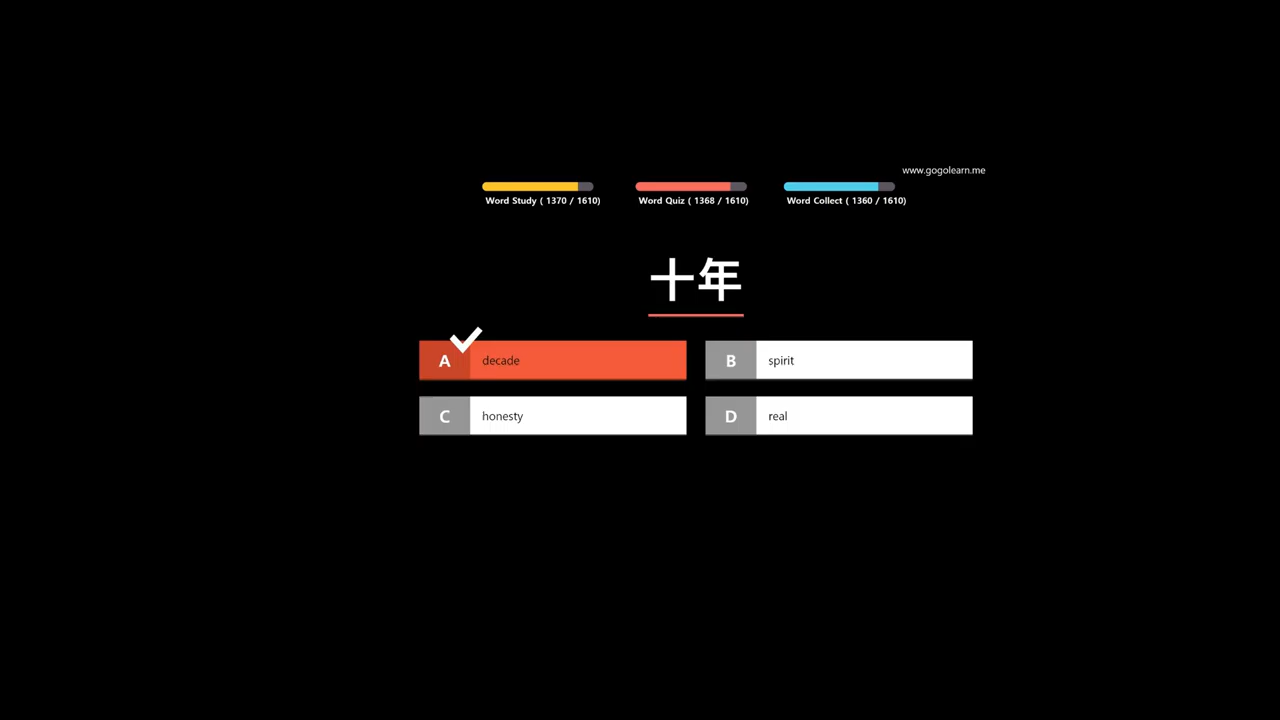 www.gogolearn.me
Word Study ( 1370 / 1610)
Word Quiz ( 1368 / 1610)
Word Collect ( 1360 / 1610)
十年
A decade
B spirit
C honesty
D real